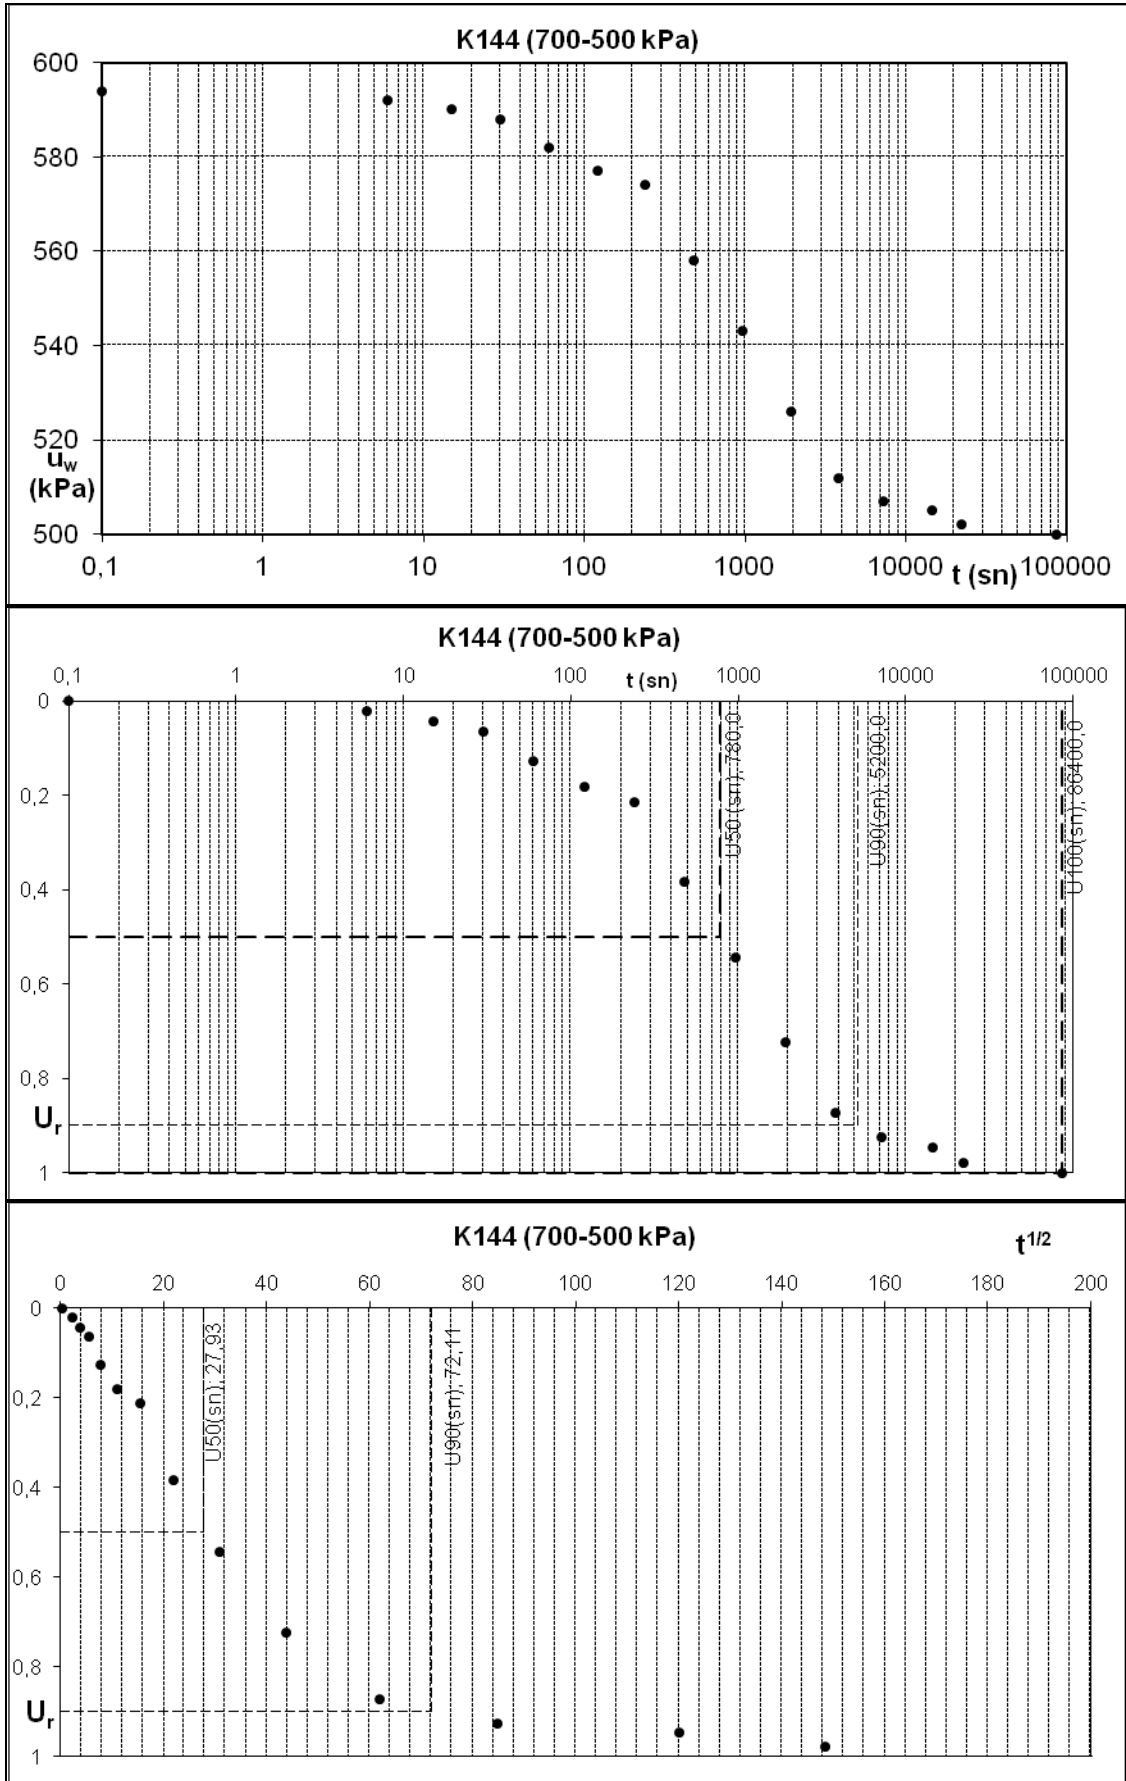 K144 (700-500 kPa)
600
580
560
540
520
500
u_w
(kPa)
0,1 1 10 100 1000 10000 100000
t (sn)
K144 (700-500 kPa)
0,1 1 10 100 1000 10000 100000
t (sn)
0
0,2
0,4
0,6
0,8
1
U_r
U50 (sn); 780,0
U90(sn); 5200,0
U100(sn); 86400,0
K144 (700-500 kPa)
t^1/2
0 20 40 60 80 100 120 140 160 180 200
0
0,2
0,4
0,6
0,8
1
U_r
U50(sn); 27,93
U90(sn); 72,11